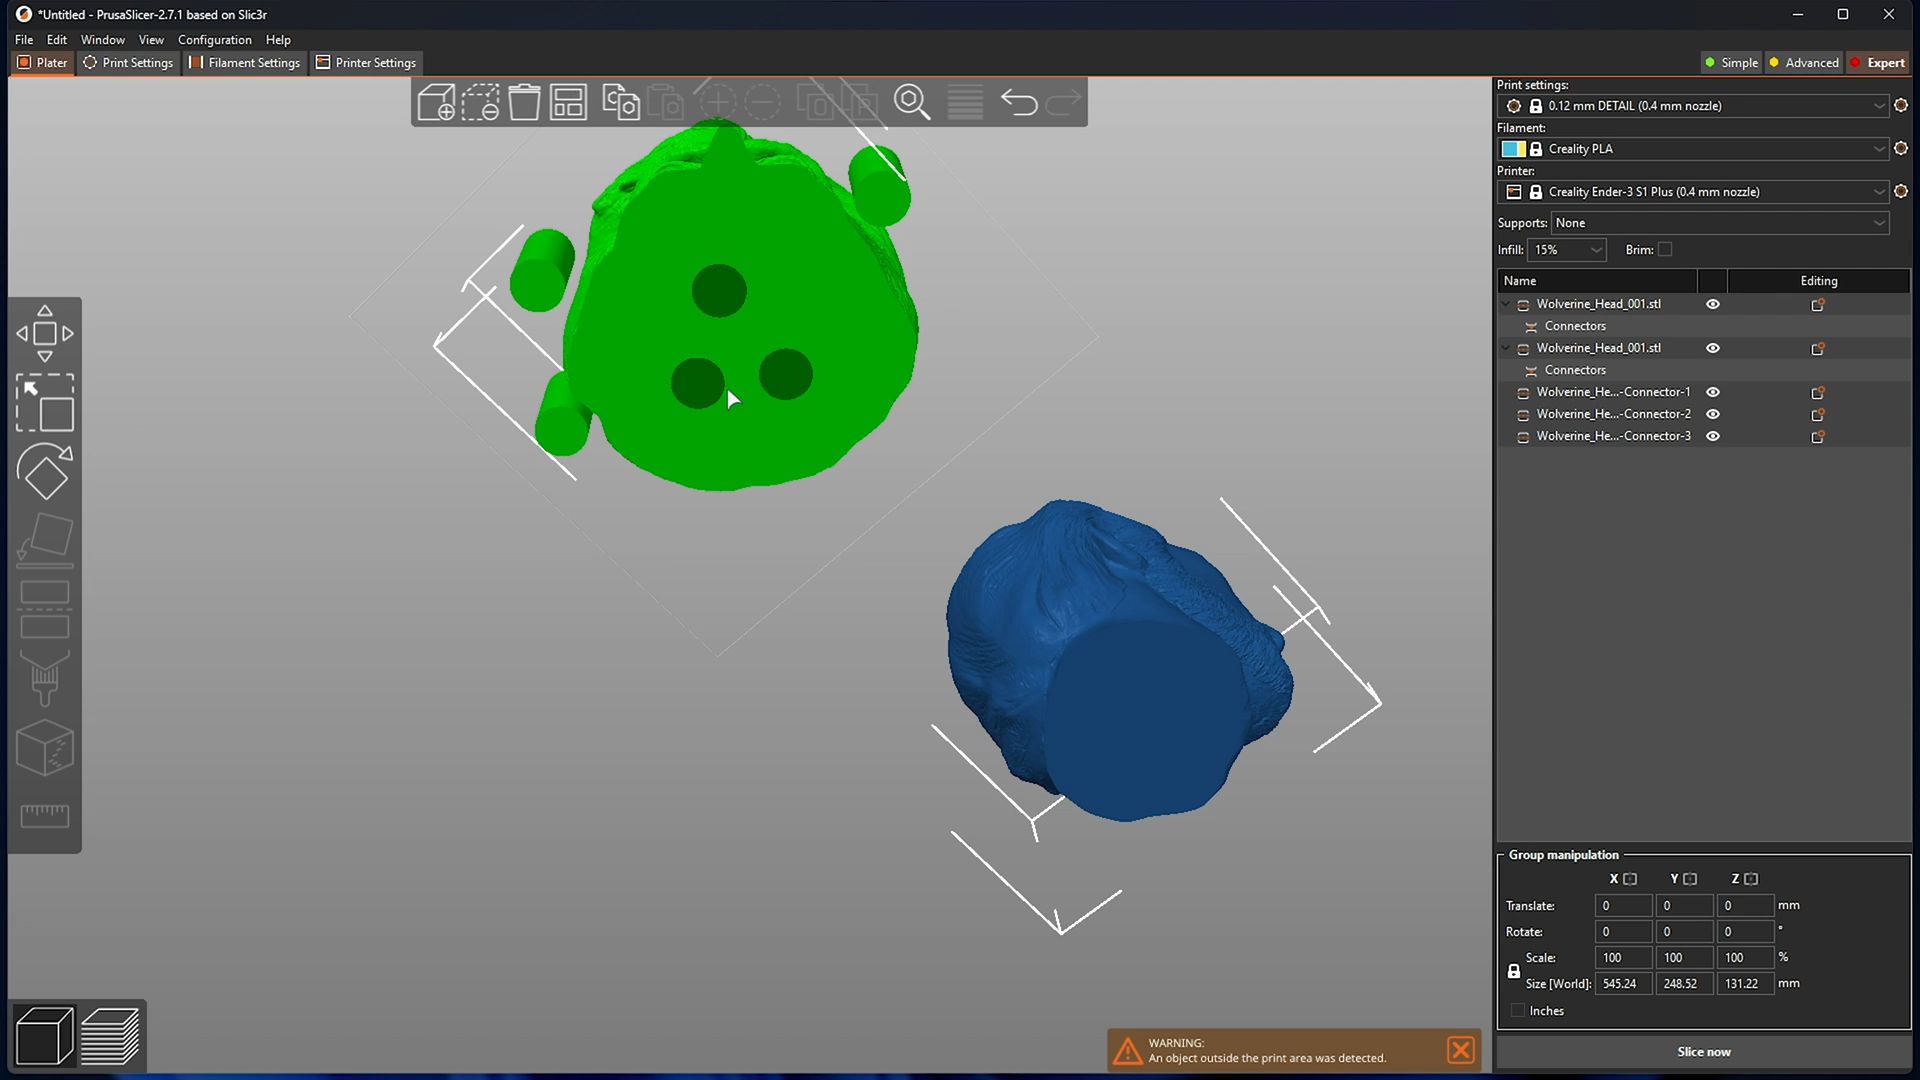 *Untitled - PrusaSlicer-2.7.1 based on Slic3r
File Edit Window View Configuration Help
Plater Print Settings Filament Settings Printer Settings Simple Advanced Expert
Print settings:
0.12 mm DETAIL (0.4 mm nozzle)
Filament:
Creality PLA
Printer:
Creality Ender-3 S1 Plus (0.4 mm nozzle)
Supports: None
Infill: 15% Brim:
Name Editing
Wolverine_Head_001.stl
Connectors
Wolverine_Head_001.stl
Connectors
Wolverine_He...-Connector-1
Wolverine_He...-Connector-2
Wolverine_He...-Connector-3
Group manipulation
X Y Z
Translate: 0 0 0 mm
Rotate: 0 0 0 °
Scale: 100 100 100 %
Size [World]: 545.24 248.52 131.22 mm
Inches
WARNING:
An object outside the print area was detected.
Slice now